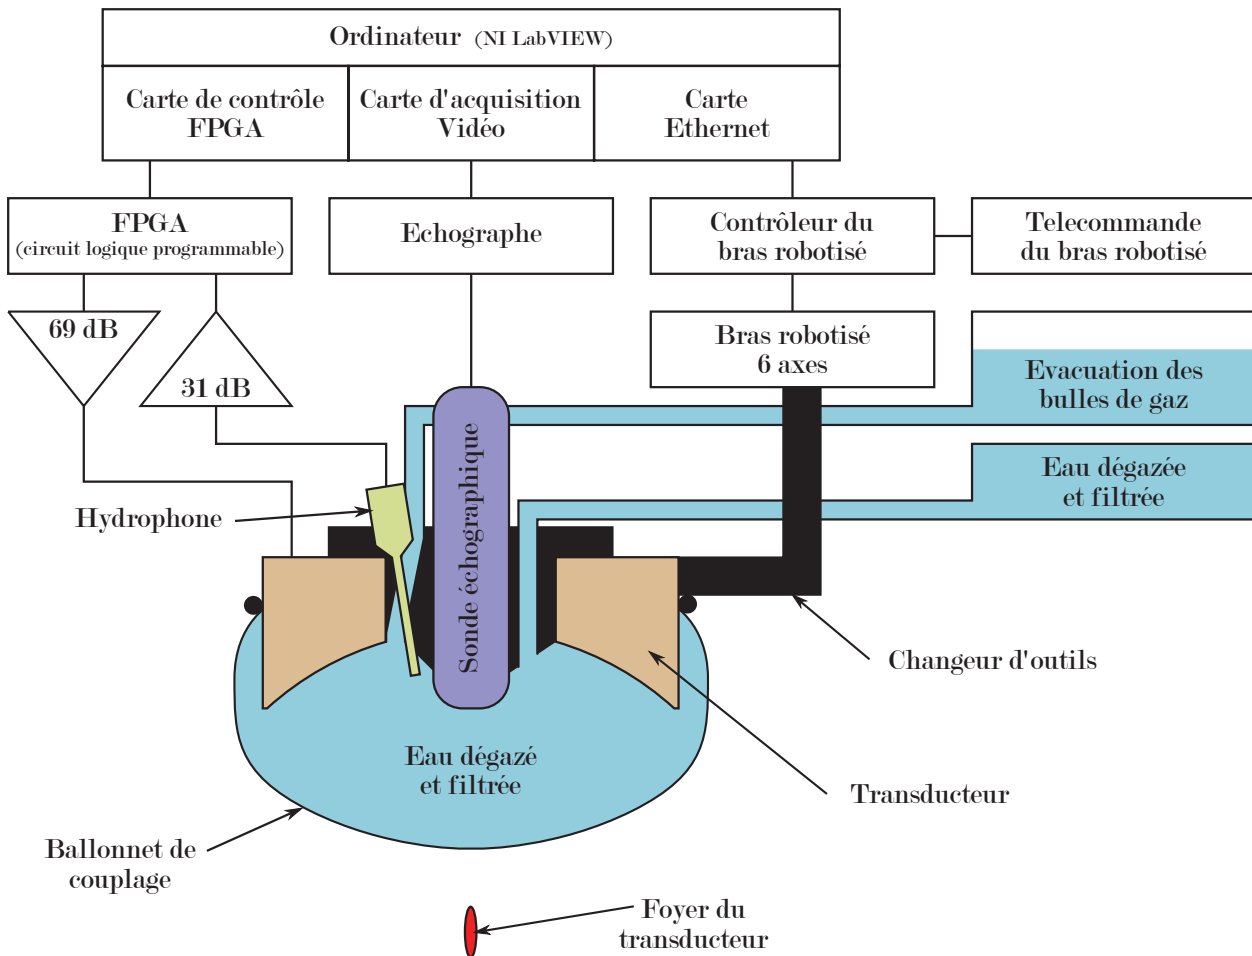 Ordinateur (NI LabVIEW)
Carte de contrôle
FPGA
Carte d'acquisition
Vidéo
Carte
Ethernet
FPGA
(circuit logique programmable)
Echographe
Contrôleur du
bras robotisé
Telecommande
du bras robotisé
69 dB
31 dB
Bras robotisé
6 axes
Evacuation des
bulles de gaz
Eau dégazée
et filtrée
Hydrophone
Sonde échographique
Changeur d'outils
Eau dégazé
et filtrée
Transducteur
Ballonnet de
couplage
Foyer du
transducteur